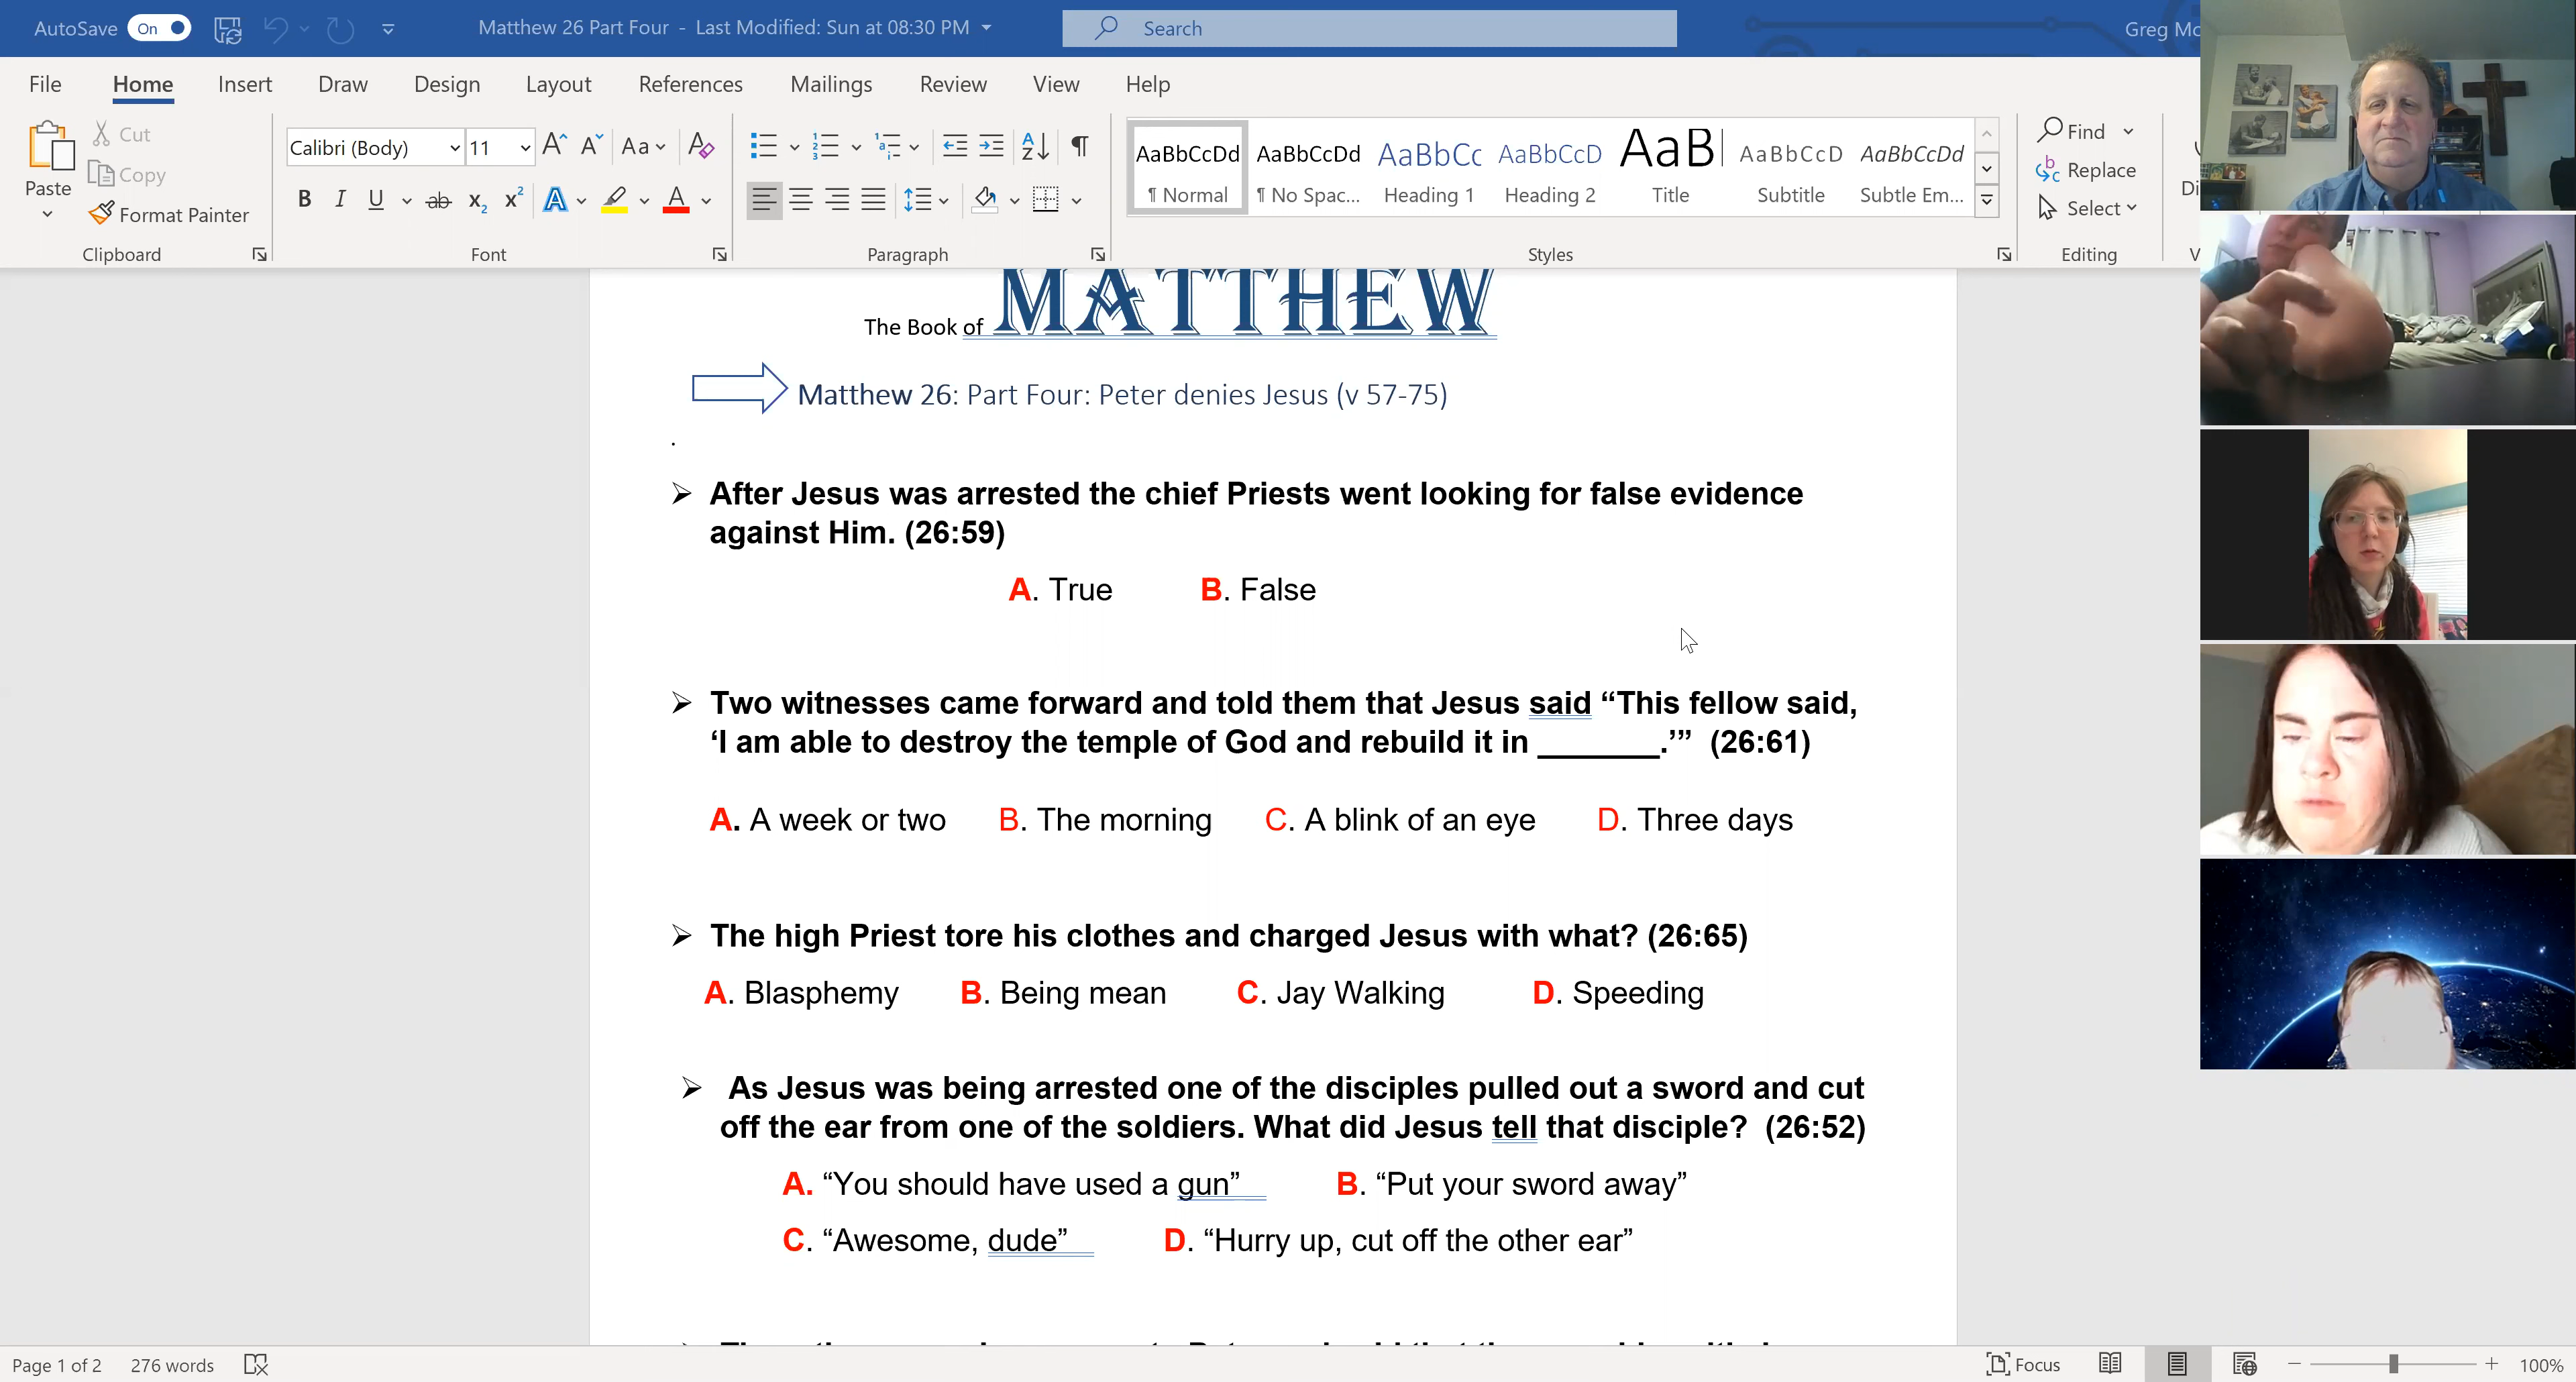 AutoSave On Matthew 26 Part Four - Last Modified: Sun at 08:30 PM Search Greg Mc
File Home Insert Draw Design Layout References Mailings Review View Help
Paste Cut Copy Format Painter
Calibri (Body) 11
AaBbCcDd AaBbCcDd AaBbCc AaBbCcD AaB AaBbCcD AaBbCcDd
¶ Normal ¶ No Spac... Heading 1 Heading 2 Title Subtitle Subtle Em...
Find
Replace
Select
Di
Clipboard Font Paragraph Styles Editing V
The Book of MATTHEW
Matthew 26: Part Four: Peter denies Jesus (v 57-75)
.
➢ After Jesus was arrested the chief Priests went looking for false evidence
against Him. (26:59)
A. True B. False
➢ Two witnesses came forward and told them that Jesus said “This fellow said,
‘I am able to destroy the temple of God and rebuild it in _______.’” (26:61)
A. A week or two B. The morning C. A blink of an eye D. Three days
➢ The high Priest tore his clothes and charged Jesus with what? (26:65)
A. Blasphemy B. Being mean C. Jay Walking D. Speeding
➢ As Jesus was being arrested one of the disciples pulled out a sword and cut
off the ear from one of the soldiers. What did Jesus tell that disciple? (26:52)
A. “You should have used a gun” B. “Put your sword away”
C. “Awesome, dude” D. “Hurry up, cut off the other ear”
Page 1 of 2 276 words Focus 100%